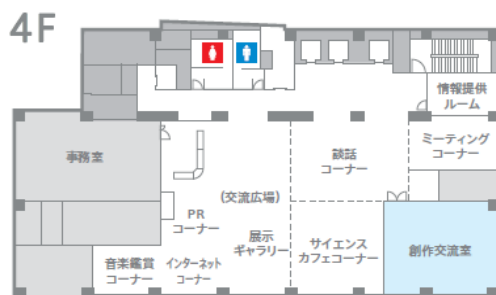 4F
情報提供
ルーム
事務室
談話
コーナー
ミーティング
コーナー
(交流広場)
PR
コーナー
展示
ギャラリー
サイエンス
カフェコーナー
創作交流室
音楽鑑賞
コーナー
インターネット
コーナー